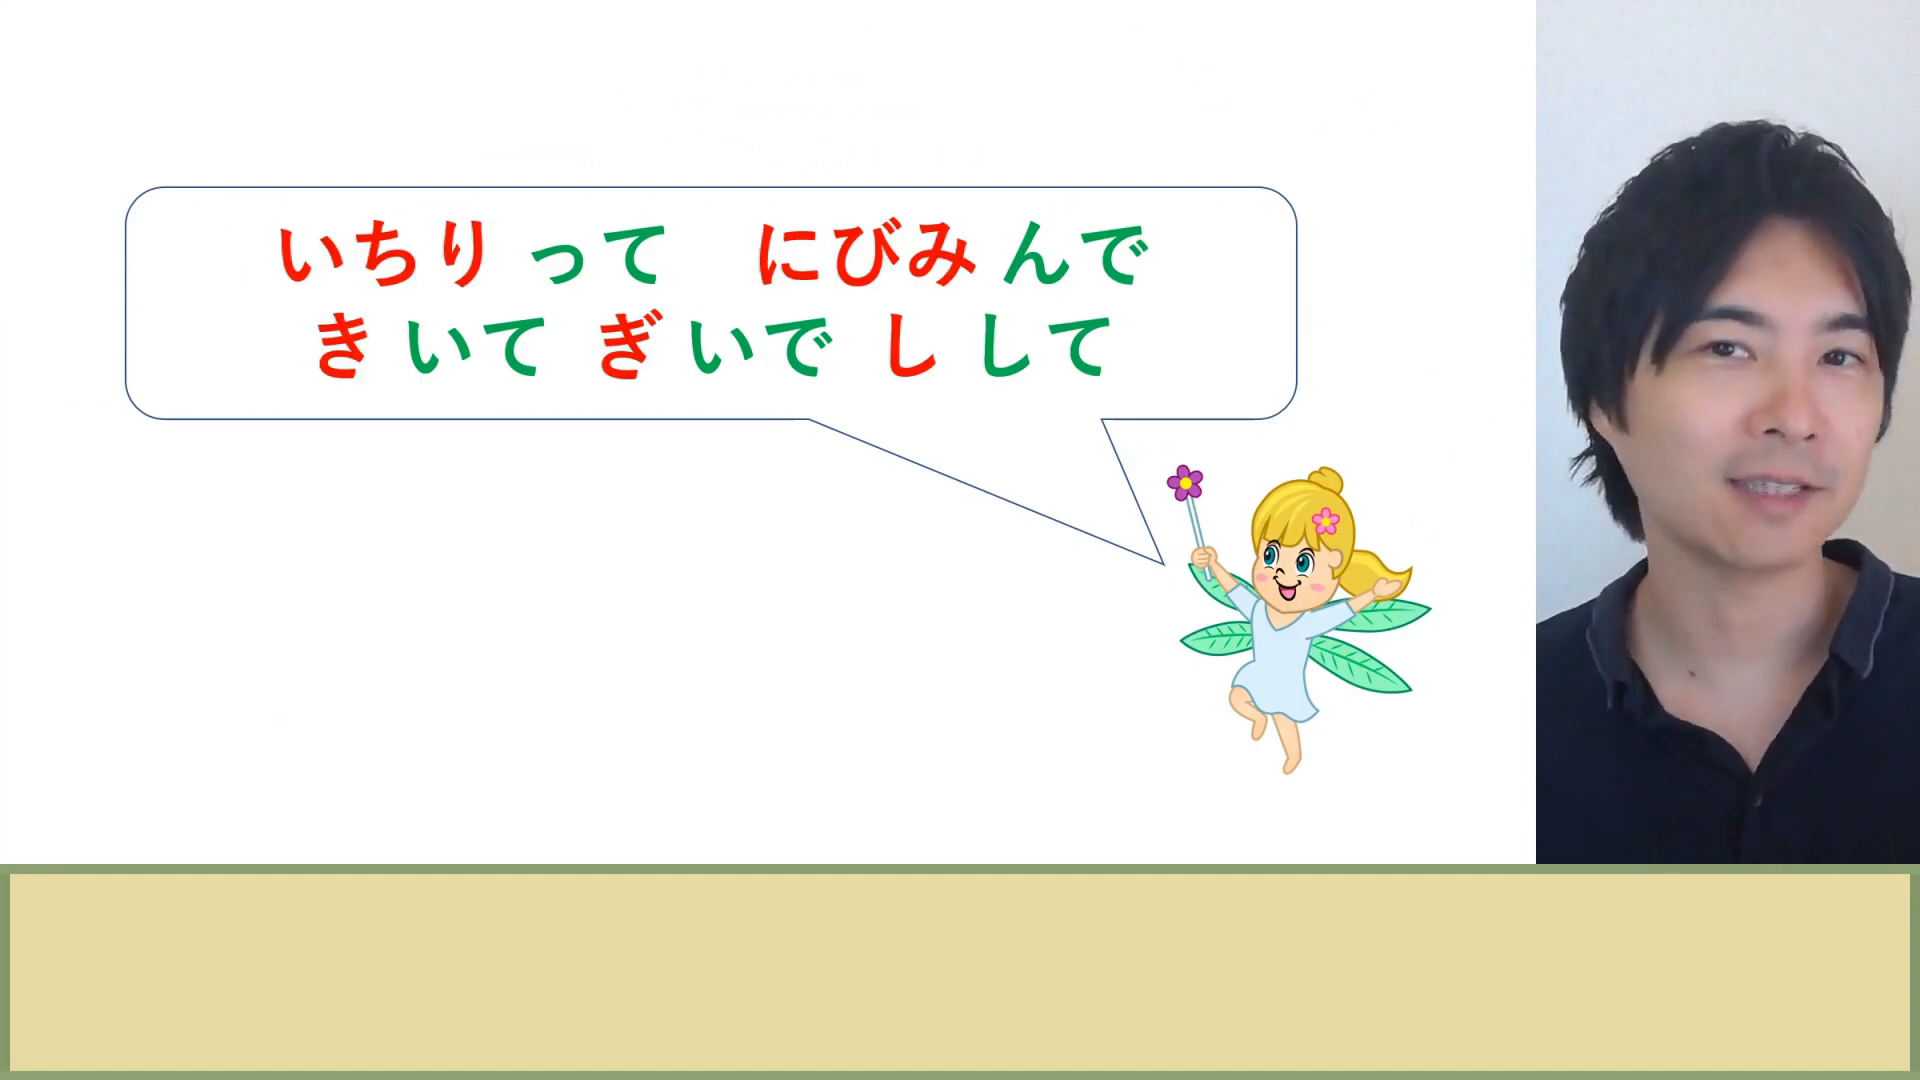 いちり って　にびみ んで
き いて ぎ いで し して